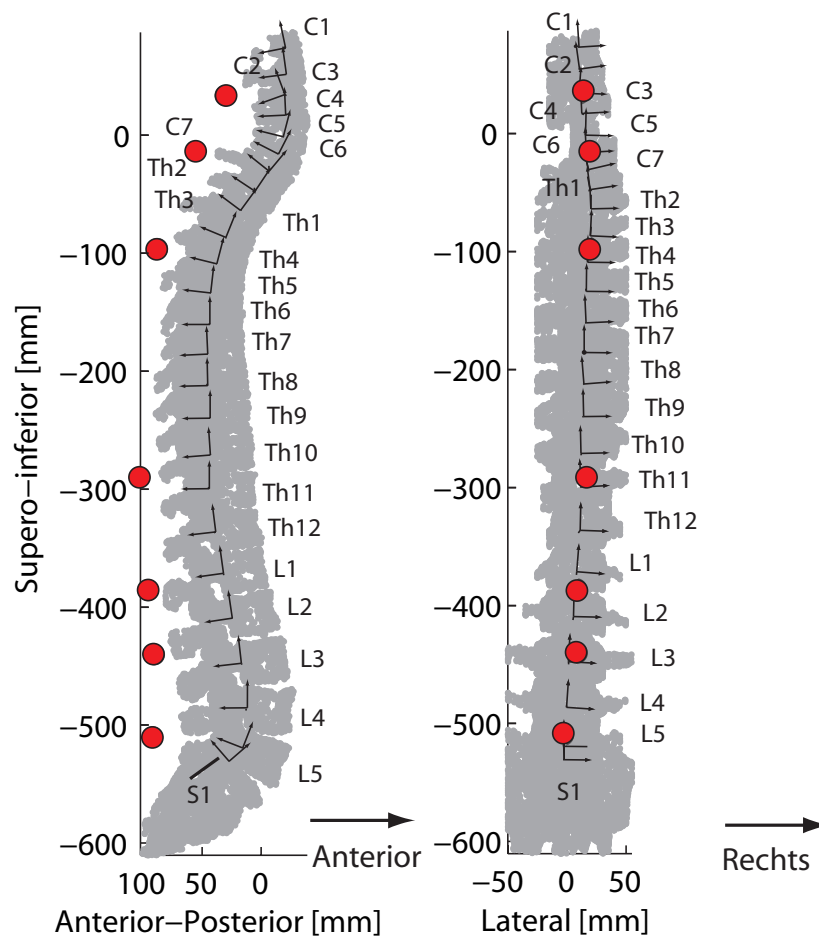 C1
C2
C3
C4
C7
C5
C6
Th2
Th3
Th1
Th4
Th5
Th6
Th7
Th8
Th9
Th10
Th11
Th12
L1
L2
L3
L4
L5
S1
0
−100
−200
−300
−400
−500
−600
Supero−inferior [mm]
100 50 0
Anterior
Anterior−Posterior [mm]
C1
C2
C3
C4
C5
C6
C7
Th1
Th2
Th3
Th4
Th5
Th6
Th7
Th8
Th9
Th10
Th11
Th12
L1
L2
L3
L4
L5
S1
0
−100
−200
−300
−400
−500
−600
−50 0 50
Rechts
Lateral [mm]